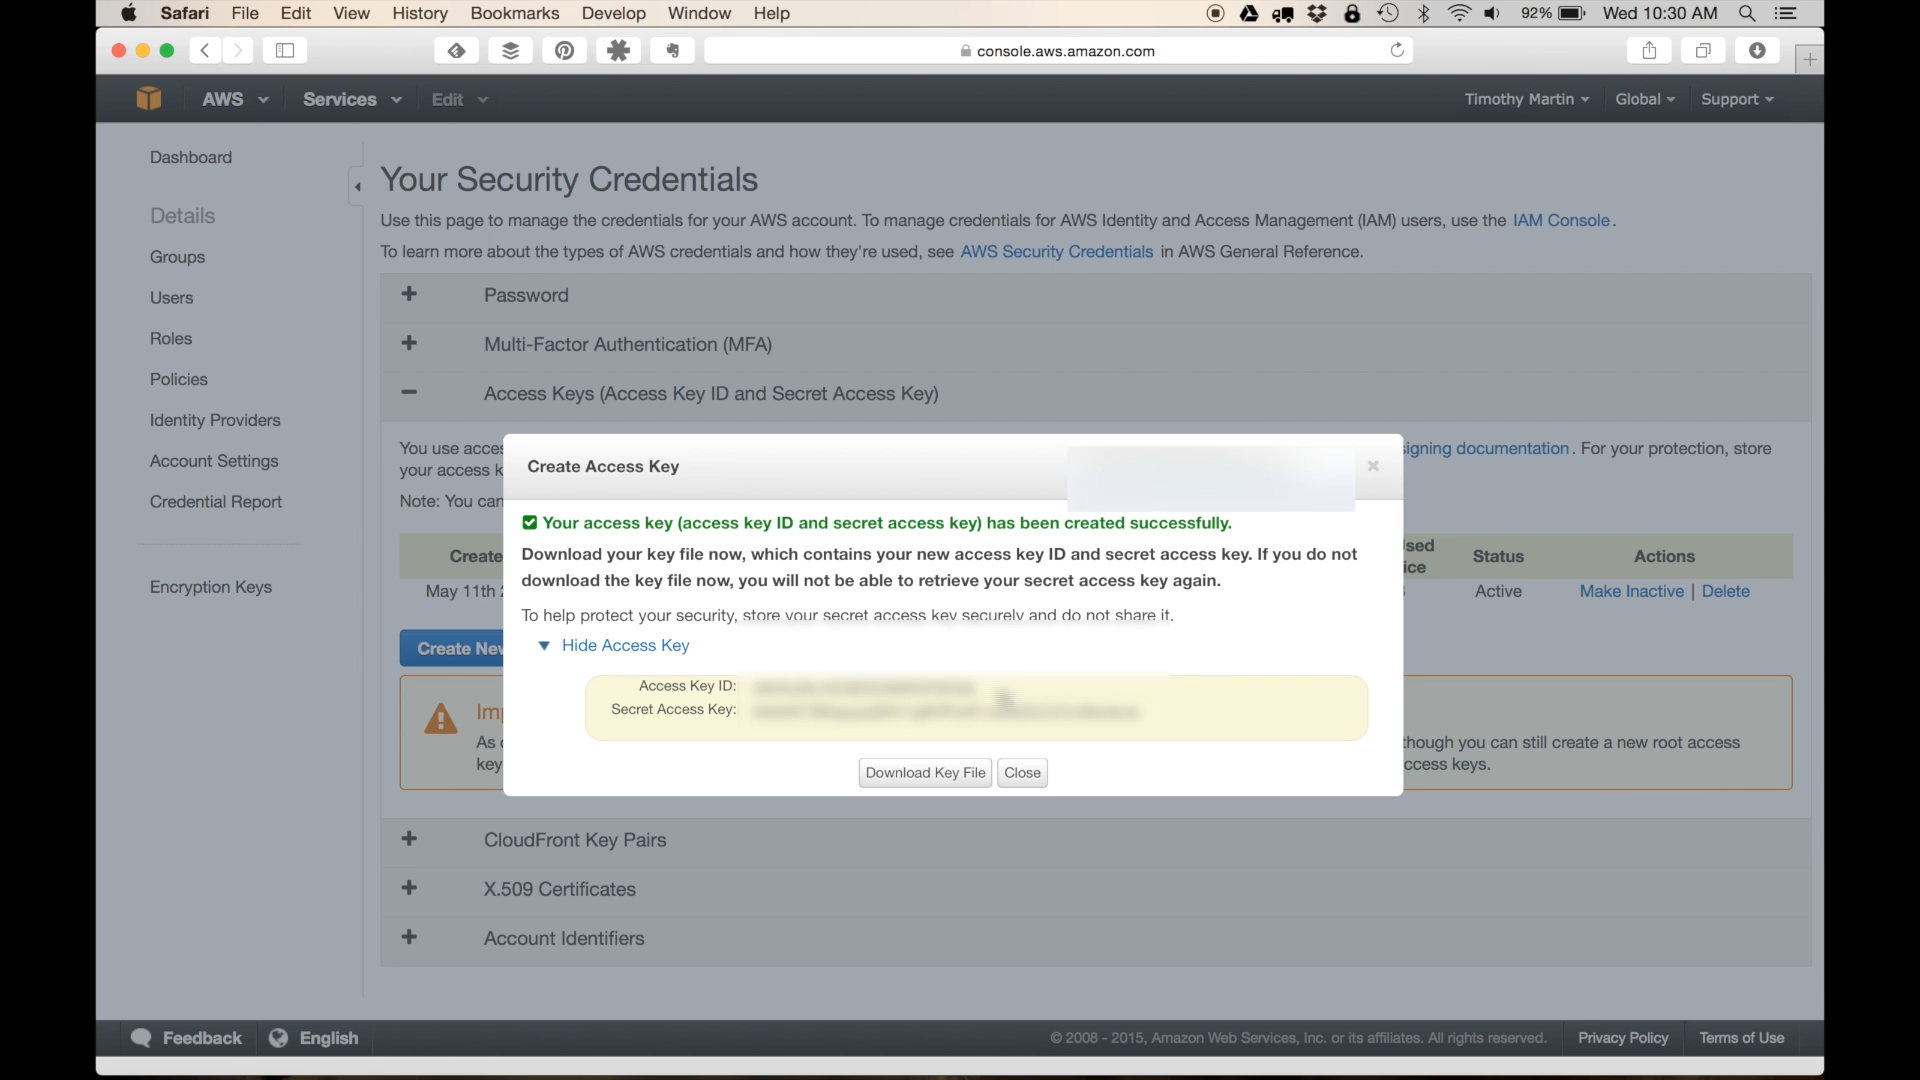 Safari File Edit View History Bookmarks Develop Window Help 92% Wed 10:30 AM
console.aws.amazon.com
AWS Services Edit Timothy Martin Global Support
Dashboard
Details
Groups
Users
Roles
Policies
Identity Providers
Account Settings
Credential Report
Encryption Keys
Your Security Credentials
Use this page to manage the credentials for your AWS account. To manage credentials for AWS Identity and Access Management (IAM) users, use the IAM Console.
To learn more about the types of AWS credentials and how they're used, see AWS Security Credentials in AWS General Reference.
Password
Multi-Factor Authentication (MFA)
Access Keys (Access Key ID and Secret Access Key)
You use signing documentation. For your protection, store
your access
Note: You can
Status Actions
May 11th Active Make Inactive | Delete
Create
As though you can still create a new root access
access keys.
Create Access Key
Your access key (access key ID and secret access key) has been created successfully.
Download your key file now, which contains your new access key ID and secret access key. If you do not
download the key file now, you will not be able to retrieve your secret access key again.
To help protect your security, store your secret access key securely and do not share it.
Hide Access Key
Access Key ID:
Secret Access Key:
Download Key File Close
CloudFront Key Pairs
X.509 Certificates
Account Identifiers
Feedback English © 2008 - 2015, Amazon Web Services, Inc. or its affiliates. All rights reserved. Privacy Policy Terms of Use